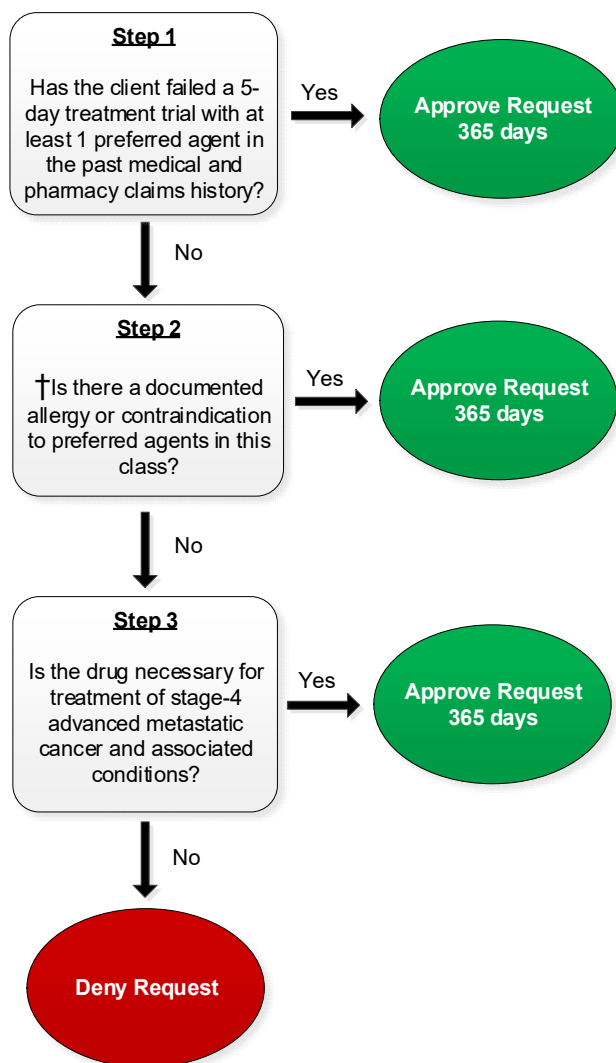 Step 1
Has the client failed a 5-
day treatment trial with at
least 1 preferred agent in
the past medical and
pharmacy claims history?
Yes
Approve Request
365 days
No
Step 2
†Is there a documented
allergy or contraindication
to preferred agents in this
class?
Yes
Approve Request
365 days
No
Step 3
Is the drug necessary for
treatment of stage-4
advanced metastatic
cancer and associated
conditions?
Yes
Approve Request
365 days
No
Deny Request